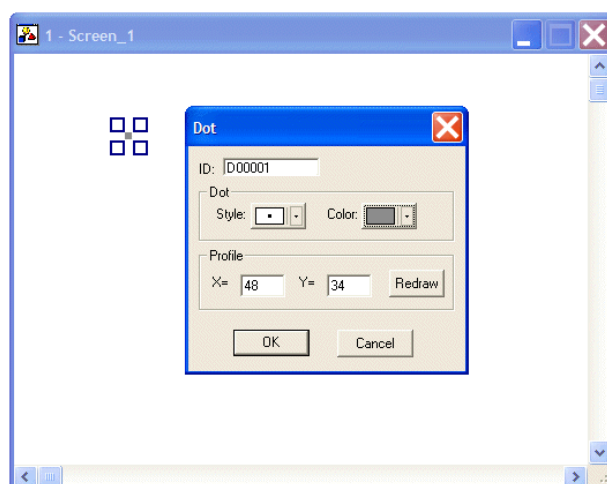 1 - Screen_1
Dot
ID: D00001
Dot
Style: Color:
Profile
X= 48 Y= 34 Redraw
OK Cancel